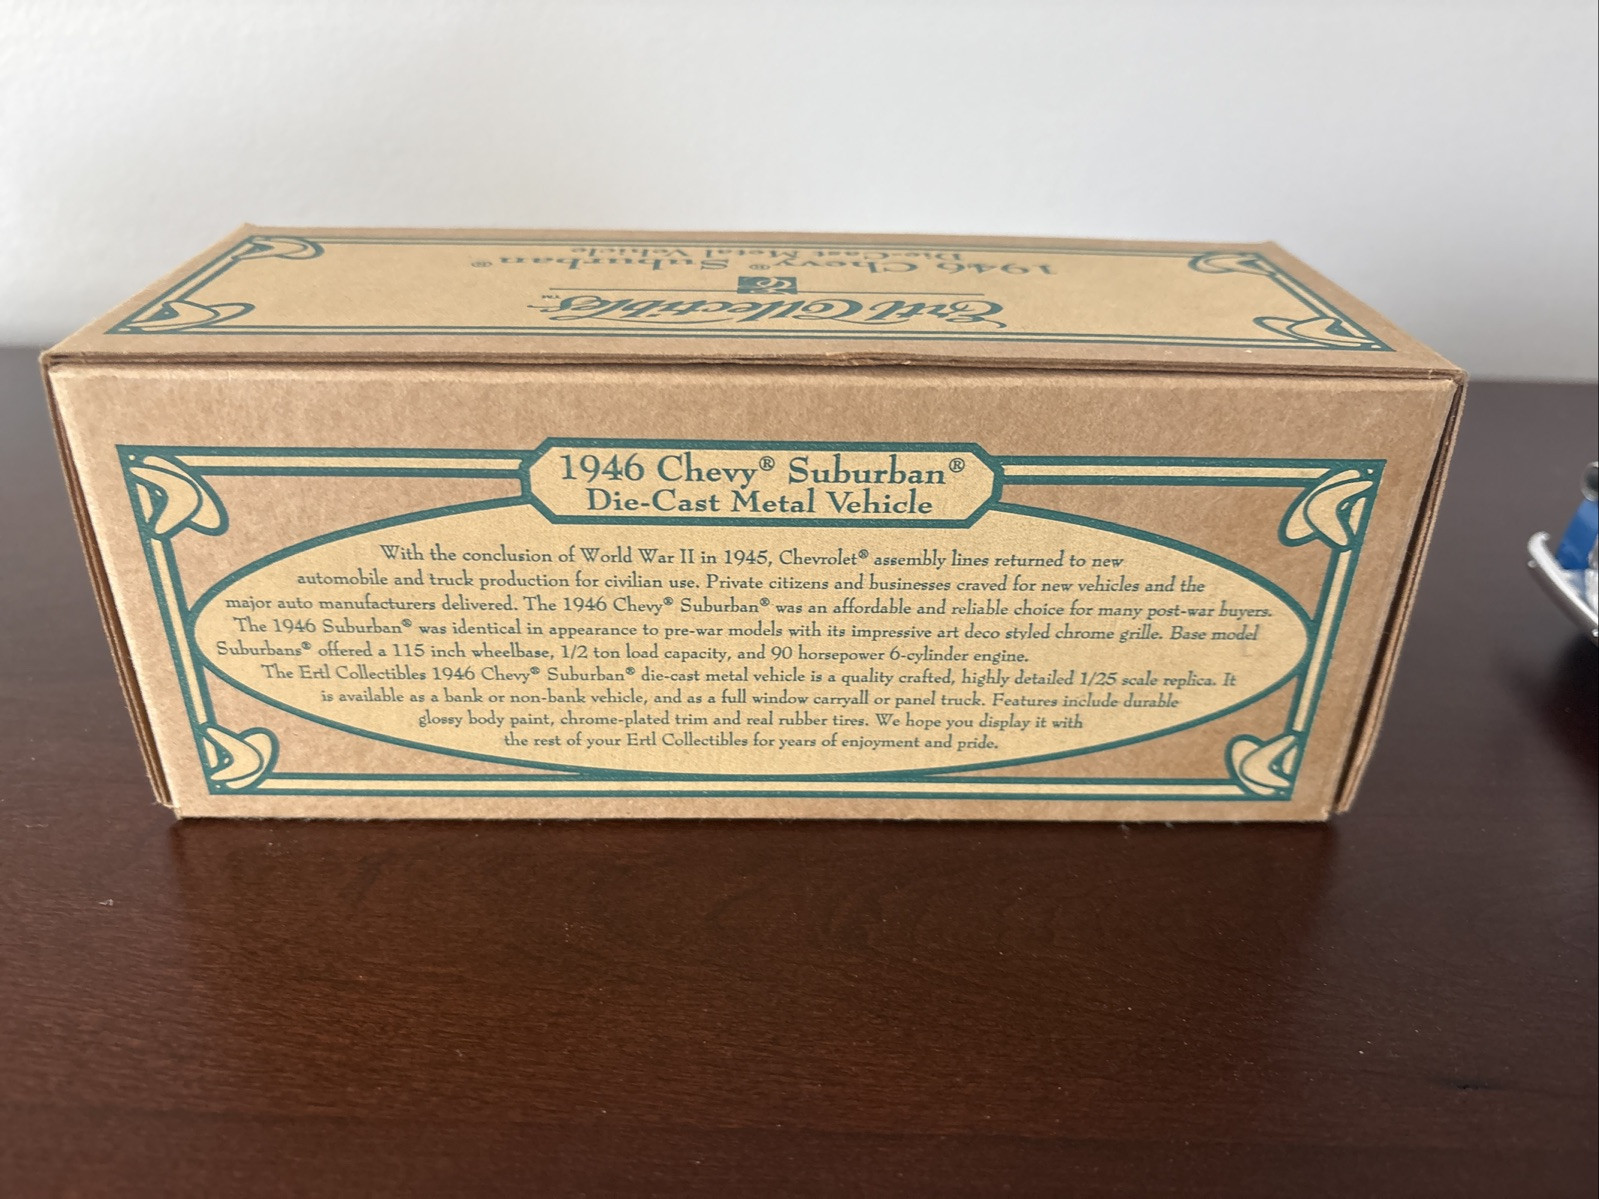 Ertl Collectibles™
1946 Chevy® Suburban®
Die-Cast Metal Vehicle
1946 Chevy® Suburban®
Die-Cast Metal Vehicle
With the conclusion of World War II in 1945, Chevrolet® assembly lines returned to new
automobile and truck production for civilian use. Private citizens and businesses craved for new vehicles and the
major auto manufacturers delivered. The 1946 Chevy® Suburban® was an affordable and reliable choice for many post-war buyers.
The 1946 Suburban® was identical in appearance to pre-war models with its impressive art deco styled chrome grille. Base model
Suburbans® offered a 115 inch wheelbase, 1/2 ton load capacity, and 90 horsepower 6-cylinder engine.
The Ertl Collectibles 1946 Chevy® Suburban® die-cast metal vehicle is a quality crafted, highly detailed 1/25 scale replica. It
is available as a bank or non-bank vehicle, and as a full window carryall or panel truck. Features include durable
glossy body paint, chrome-plated trim and real rubber tires. We hope you display it with
the rest of your Ertl Collectibles for years of enjoyment and pride.